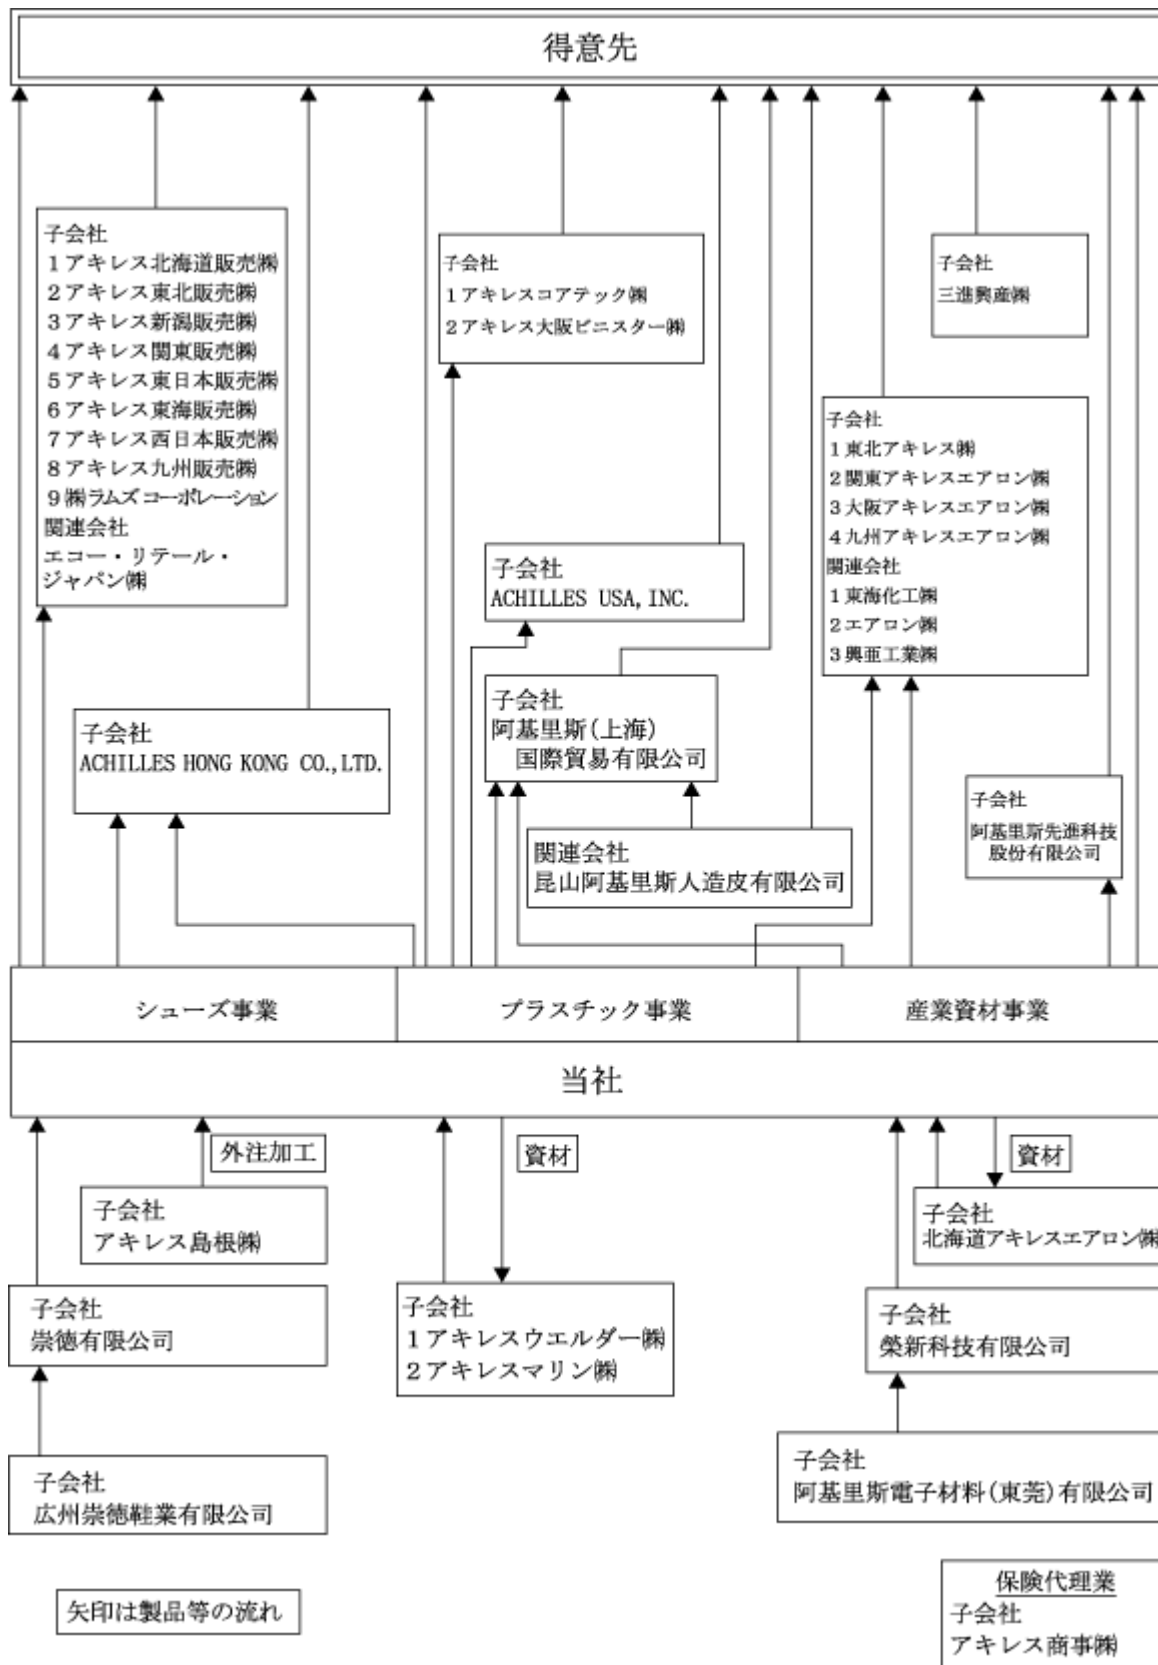 得意先
子会社
1アキレス北海道販売㈱
2アキレス東北販売㈱
3アキレス新潟販売㈱
4アキレス関東販売㈱
5アキレス東日本販売㈱
6アキレス東海販売㈱
7アキレス西日本販売㈱
8アキレス九州販売㈱
9㈱ラムズコーポレーション
関連会社
エコー・リテール・
ジャパン㈱
子会社
1アキレスコアテック㈱
2アキレス大阪ビニスター㈱
子会社
三進興産㈱
子会社
1東北アキレス㈱
2関東アキレスエアロン㈱
3大阪アキレスエアロン㈱
4九州アキレスエアロン㈱
関連会社
1東海化工㈱
2エアロン㈱
3興亜工業㈱
子会社
ACHILLES USA, INC.
子会社
阿基里斯(上海)
国際貿易有限公司
子会社
ACHILLES HONG KONG CO.,LTD.
子会社
阿基里斯先進科技
股份有限公司
関連会社
昆山阿基里斯人造皮有限公司
シューズ事業
プラスチック事業
産業資材事業
当社
外注加工
資材
資材
子会社
アキレス島根㈱
子会社
北海道アキレスエアロン㈱
子会社
崇徳有限公司
子会社
1アキレスウエルダー㈱
2アキレスマリン㈱
子会社
榮新科技有限公司
子会社
広州崇徳鞋業有限公司
子会社
阿基里斯電子材料(東莞)有限公司
矢印は製品等の流れ
保険代理業
子会社
アキレス商事㈱